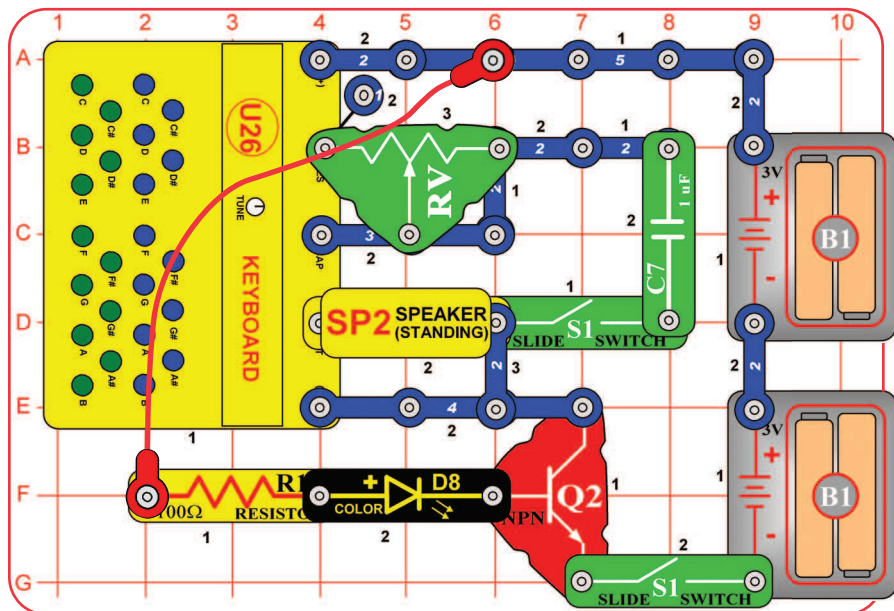 1 2 3 4 5 6 7 8 9 10
A
2 1
2 5
)
1 2
2 2
C C
C# C#
U26
3
2 1
B
2 2
3V
D D
D# D#
E E
TUNE
RV
2 1
1 uF
2
+
B1
C
3
AP
2
1
-
F F
F# F#
G G
G# G#
A A
A# A#
B B
KEYBOARD
C7
D
SP2 SPEAKER
(STANDING)
1
S1
SLIDE SWITCH
T
2 2 3
2 2
E
4
2
3V
1
F
R1
100Ω RESISTO
+ D8
COLOR
NPN Q2
1
1
+
B1
-
1 2
G
2
S1
SLIDE SWITCH